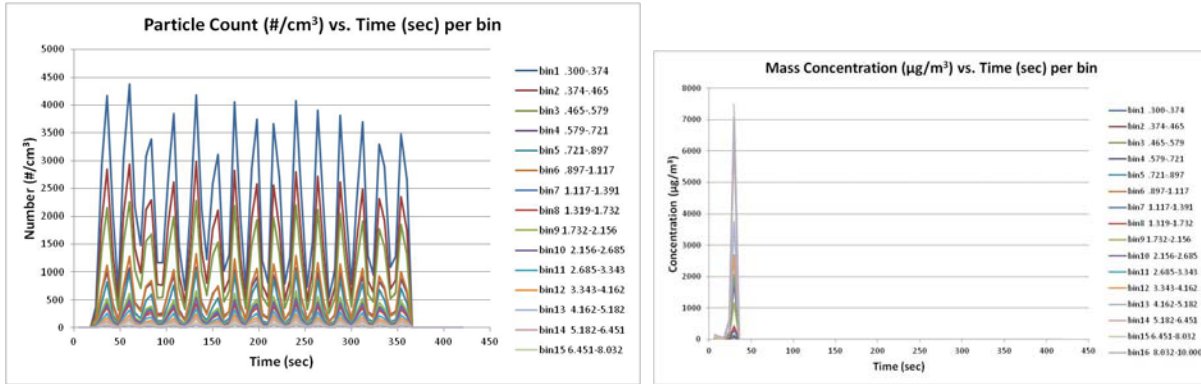 Particle Count (#/cm³) vs. Time (sec) per bin
Number (#/cm³)
5000
4500
4000
3500
3000
2500
2000
1500
1000
500
0
0 50 100 150 200 250 300 350 400 450
Time (sec)
bin1 .300-.374
bin2 .374-.465
bin3 .465-.579
bin4 .579-.721
bin5 .721-.897
bin6 .897-1.117
bin7 1.117-1.391
bin8 1.319-1.732
bin9 1.732-2.156
bin10 2.156-2.685
bin11 2.685-3.343
bin12 3.343-4.162
bin13 4.162-5.182
bin14 5.182-6.451
bin15 6.451-8.032
Mass Concentration (µg/m³) vs. Time (sec) per bin
Concentration (µg/m³)
8000
7000
6000
5000
4000
3000
2000
1000
0
0 50 100 150 200 250 300 350 400 450
Time (sec)
bin1 .300-.374
bin2 .374-.465
bin3 .465-.579
bin4 .579-.721
bin5 .721-.897
bin6 .897-1.117
bin7 1.117-1.391
bin8 1.319-1.732
bin9 1.732-2.156
bin10 2.156-2.685
bin11 2.685-3.343
bin12 3.343-4.162
bin13 4.162-5.182
bin14 5.182-6.451
bin15 6.451-8.032
bin16 8.032-10.000